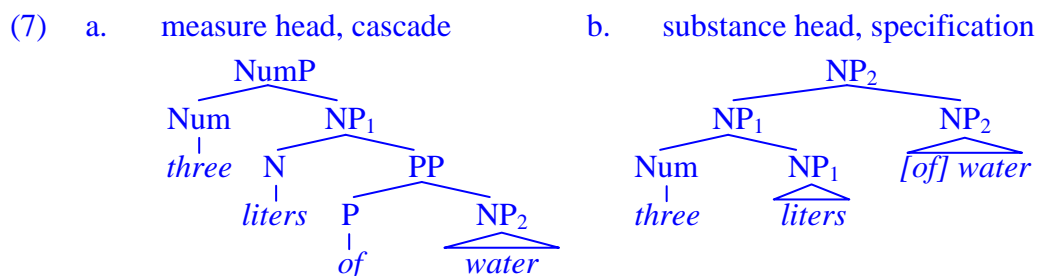 (7) a. measure head, cascade b. substance head, specification
NumP NP₂
Num NP₁ NP₁ NP₂
three N PP Num NP₁ [of] water
liters P NP₂ three liters
of water